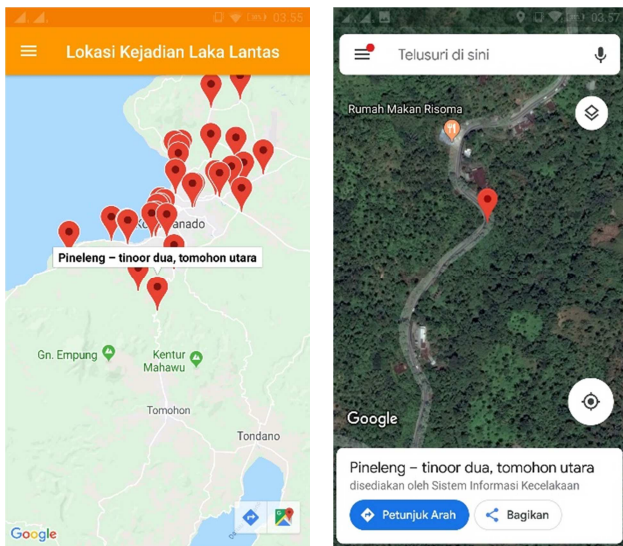 03.55
Lokasi Kejadian Laka Lantas
Manado
Pineleng – tinoor dua, tomohon utara
Gn. Empung
Kentur
Mahawu
Tomohon
Tondano
Google
03.57
Telusuri di sini
Rumah Makan Risoma
Google
Pineleng – tinoor dua, tomohon utara
disediakan oleh Sistem Informasi Kecelakaan
Petunjuk Arah
Bagikan